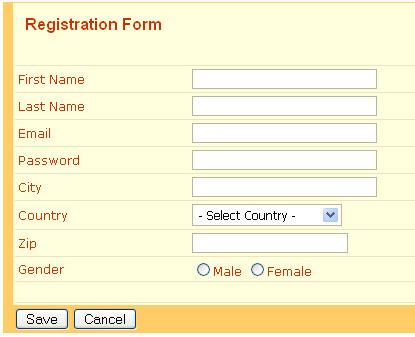 Registration Form
First Name
Last Name
Email
Password
City
Country - Select Country -
Zip
Gender Male Female
Save Cancel